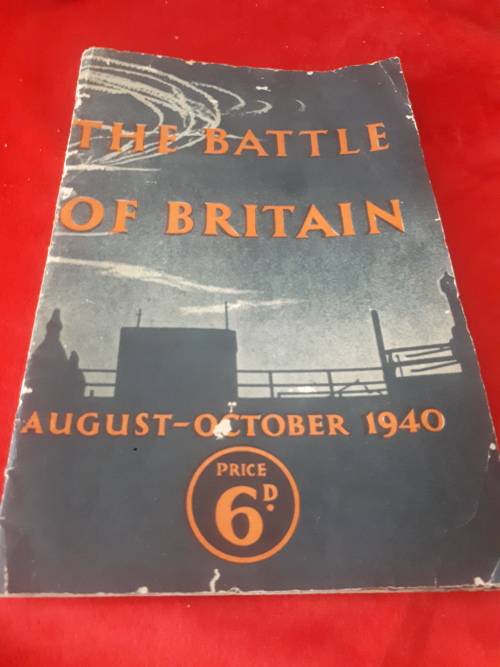 THE BATTLE
OF BRITAIN
AUGUST-OCTOBER 1940
PRICE
6D.